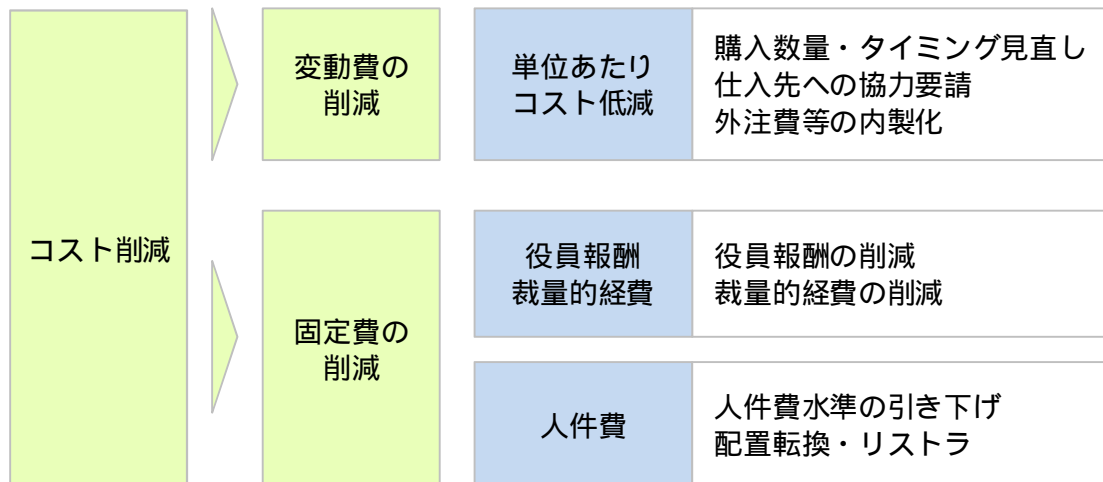 コスト削減
変動費の
削減
単位あたり
コスト低減
購入数量・タイミング見直し
仕入先への協力要請
外注費等の内製化
固定費の
削減
役員報酬
裁量的経費
役員報酬の削減
裁量的経費の削減
人件費
人件費水準の引き下げ
配置転換・リストラ